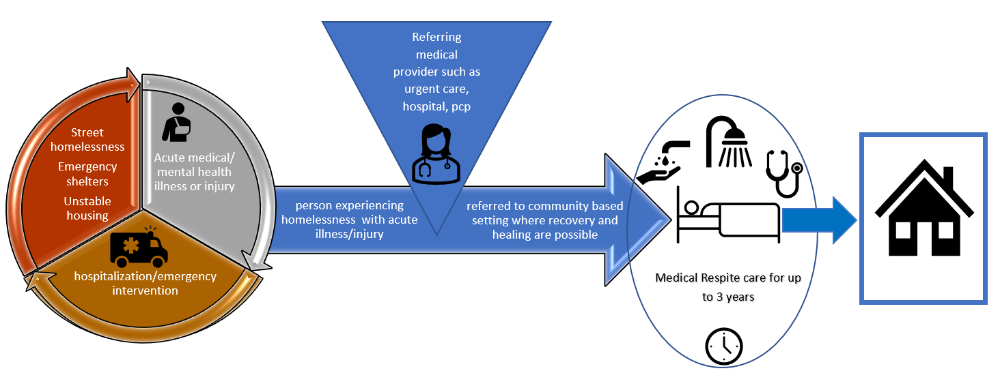 Street
homelessness
Emergency
shelters
Unstable
housing
Acute medical/
mental health
illness or injury
hospitalization/emergency
intervention
person experiencing
homelessness with acute
illness/injury
Referring
medical
provider such as
urgent care,
hospital, pcp
referred to community based
setting where recovery and
healing are possible
Medical Respite care for up
to 3 years